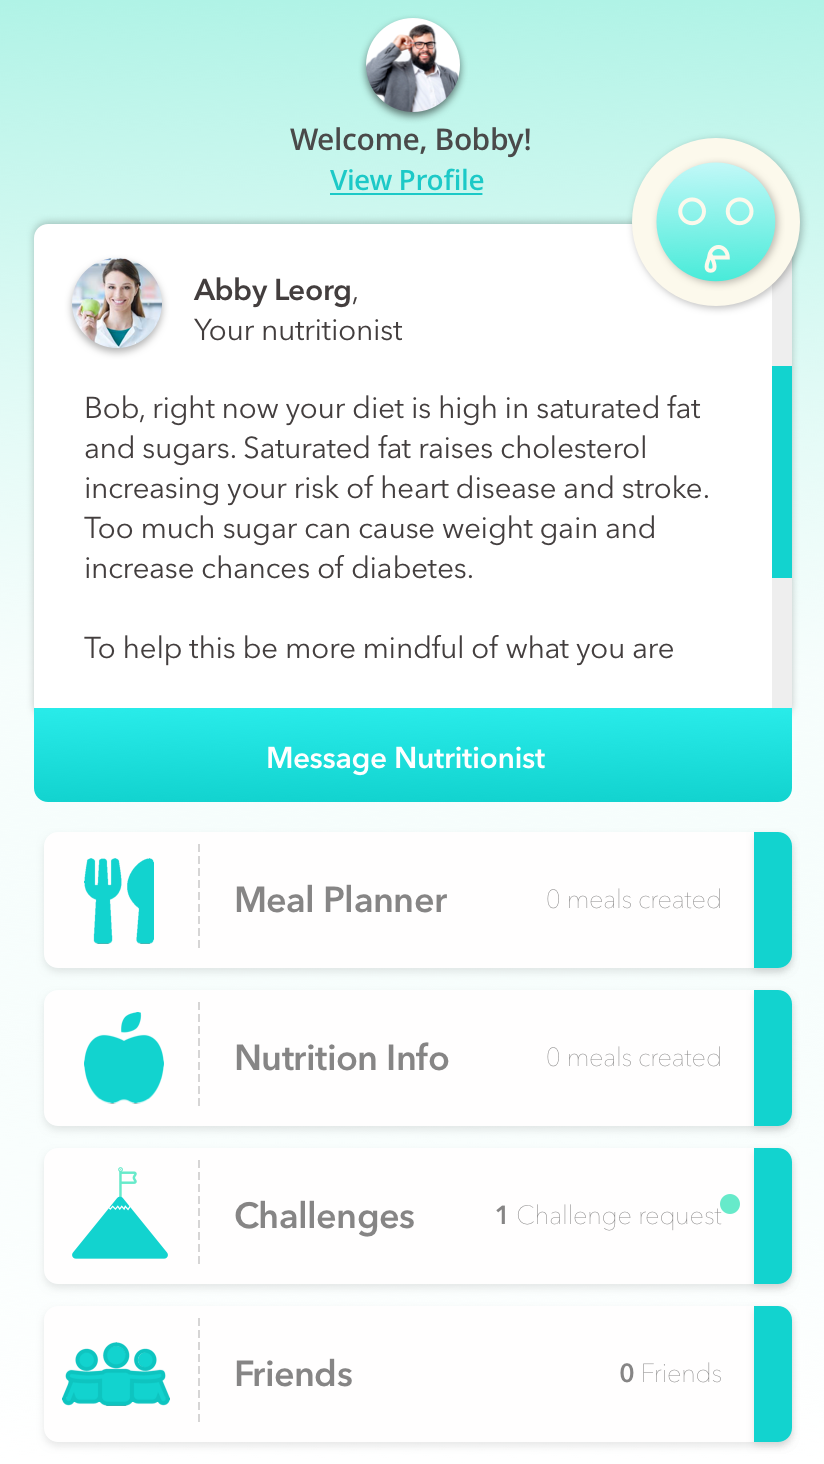 Welcome, Bobby!
View Profile
Abby Leorg,
Your nutritionist
Bob, right now your diet is high in saturated fat
and sugars. Saturated fat raises cholesterol
increasing your risk of heart disease and stroke.
Too much sugar can cause weight gain and
increase chances of diabetes.
To help this be more mindful of what you are
Message Nutritionist
Meal Planner 0 meals created
Nutrition Info 0 meals created
Challenges 1 Challenge request
Friends 0 Friends